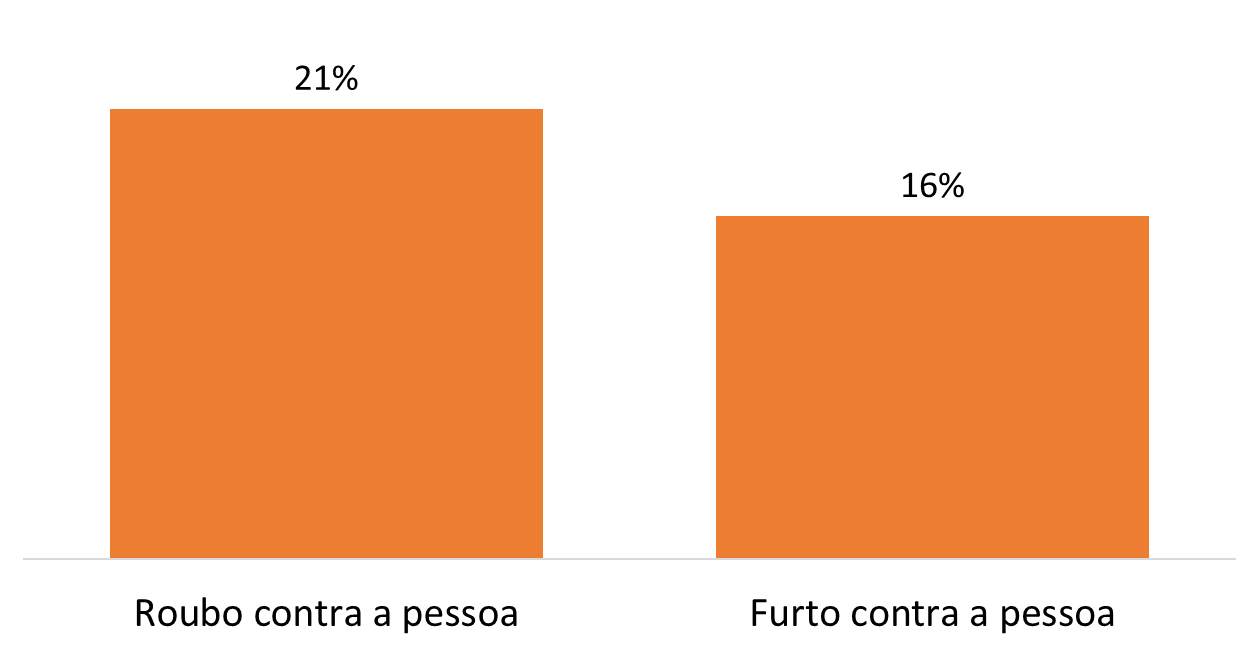 21%
16%
Roubo contra a pessoa
Furto contra a pessoa